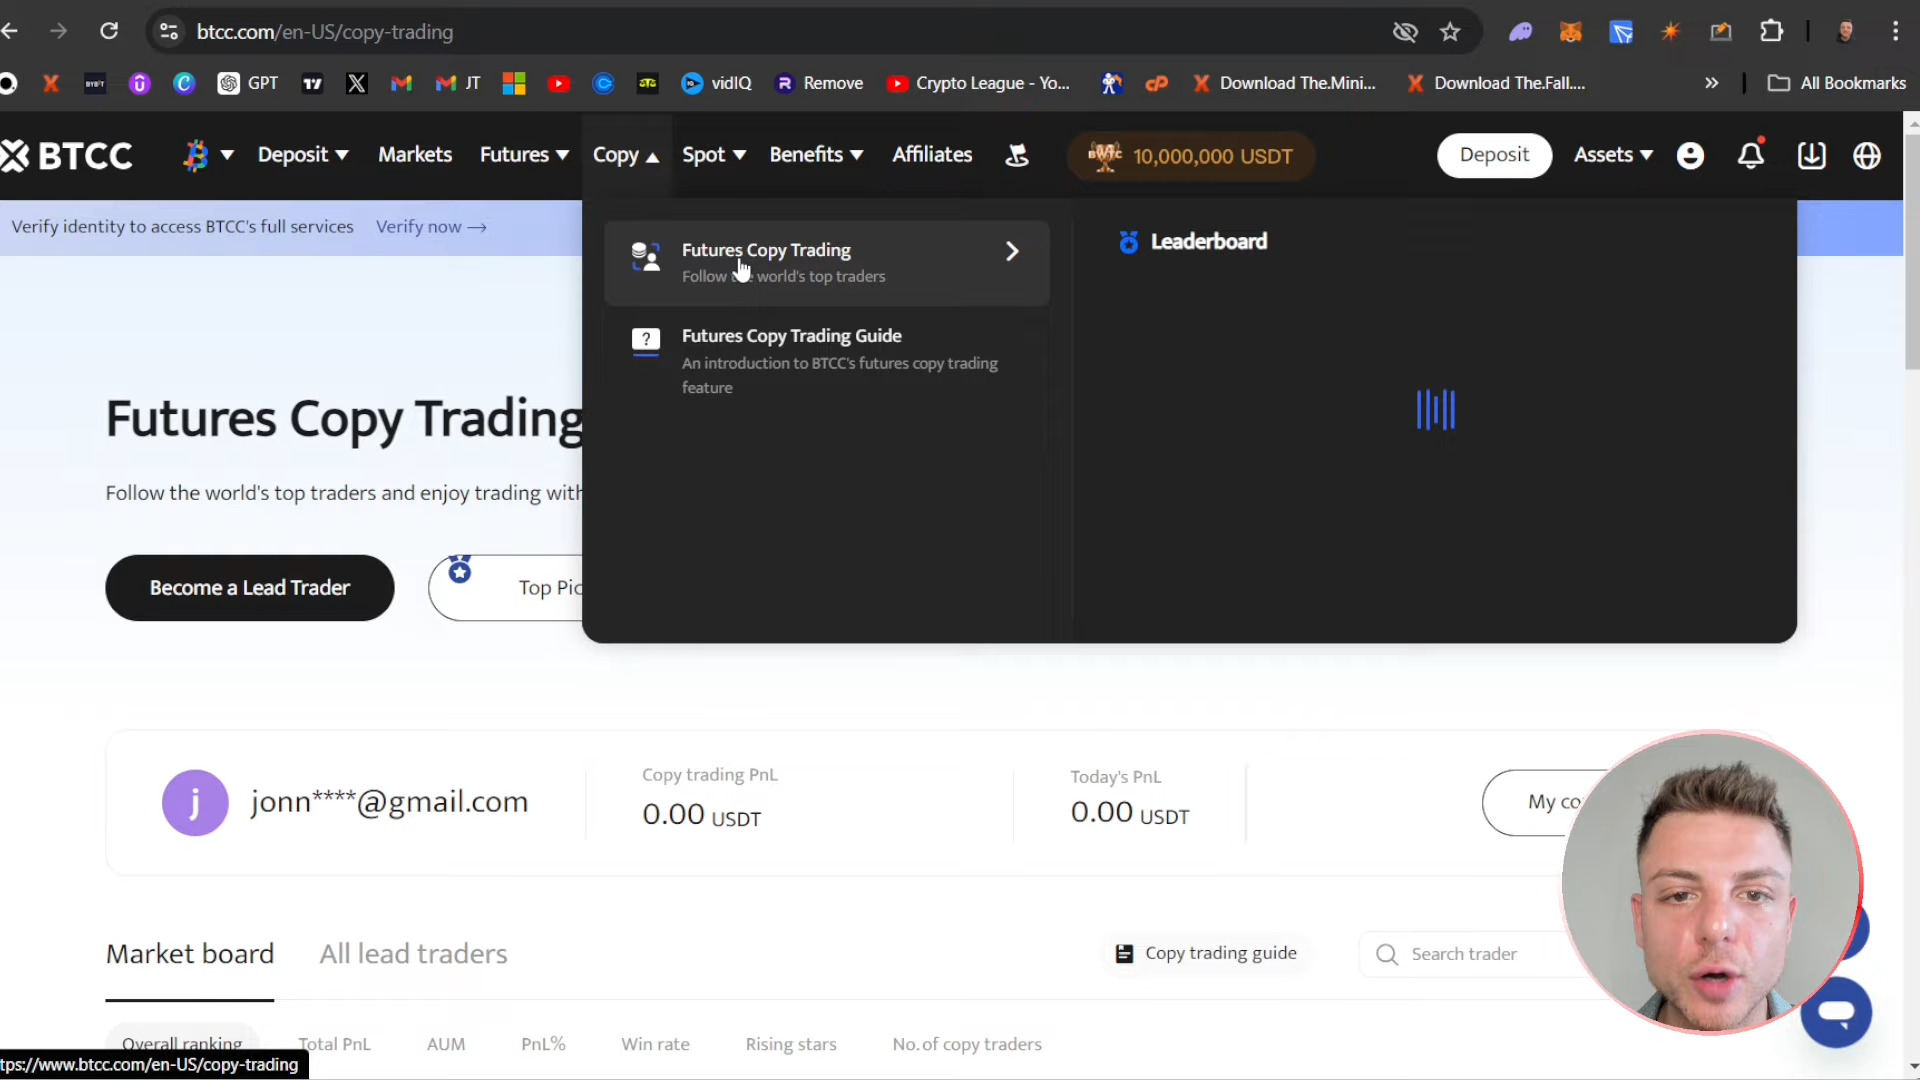 btcc.com/en-US/copy-trading
BYBIT
GPT
JT
vidIQ
Remove
Crypto League - Yo...
Download The.Mini...
Download The.Fall....
All Bookmarks
BTCC
Deposit
Markets
Futures
Copy
Spot
Benefits
Affiliates
10,000,000 USDT
Deposit
Assets
Verify identity to access BTCC's full services
Verify now →
Futures Copy Trading
Follow the world's top traders
Leaderboard
Futures Copy Trading Guide
An introduction to BTCC's futures copy trading
feature
Futures Copy Trading
Follow the world's top traders and enjoy trading with
Become a Lead Trader
Top Pic
j
jonn****@gmail.com
Copy trading PnL
0.00 USDT
Today's PnL
0.00 USDT
My co
Market board
All lead traders
Copy trading guide
Search trader
Overall ranking
Total PnL
AUM
PnL%
Win rate
Rising stars
No. of copy traders
tps://www.btcc.com/en-US/copy-trading